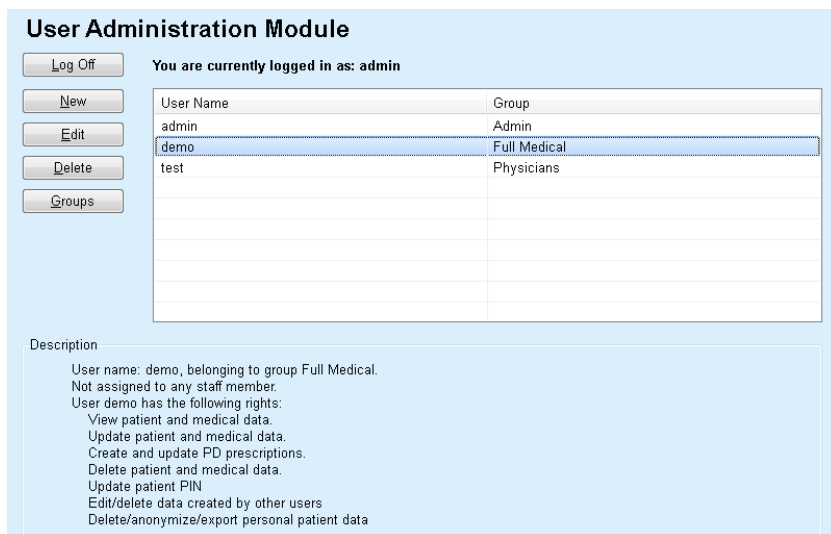 User Administration Module
Log Off
You are currently logged in as: admin
New
Edit
Delete
Groups
User Name Group
admin Admin
demo Full Medical
test Physicians
Description
User name: demo, belonging to group Full Medical.
Not assigned to any staff member.
User demo has the following rights:
View patient and medical data.
Update patient and medical data.
Create and update PD prescriptions.
Delete patient and medical data.
Update patient PIN
Edit/delete data created by other users
Delete/anonymize/export personal patient data